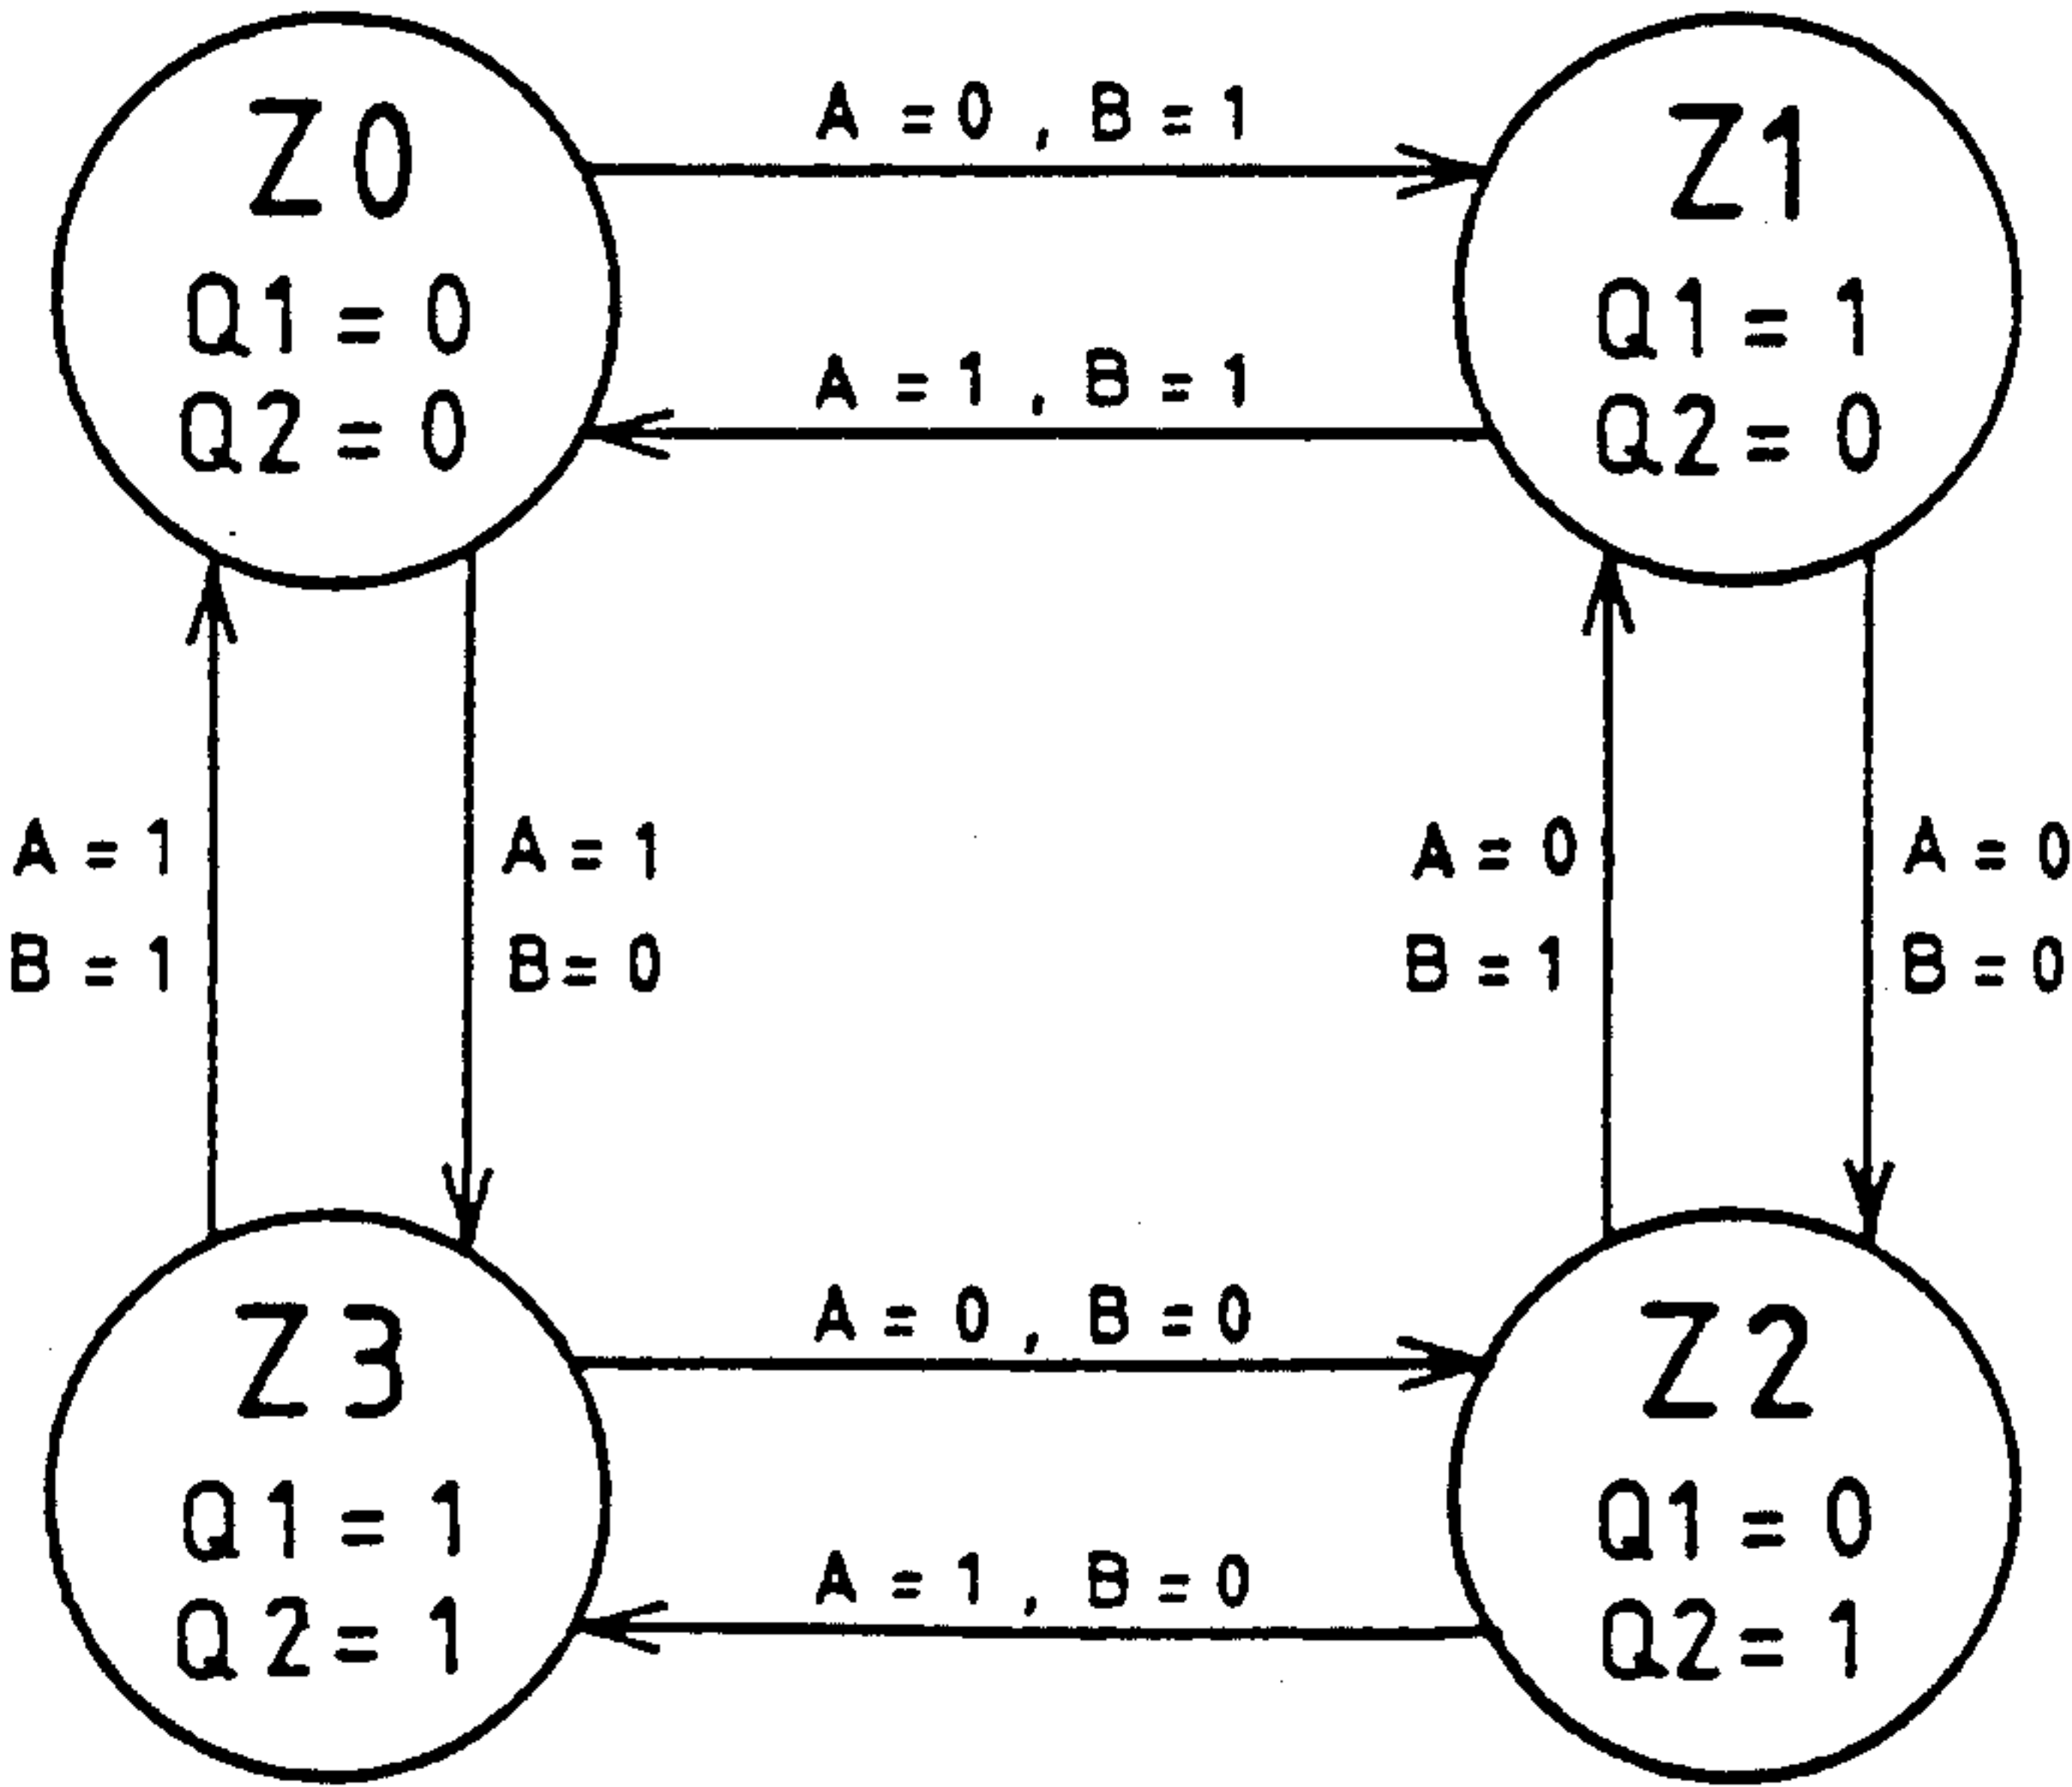 Z0
Q1=0
Q2=0
A=0, B=1
A=1, B=1
Z1
Q1=1
Q2=0
A=1
B=1
A=1
B=0
A=0
B=1
A=0
B=0
Z3
Q1=1
Q2=1
A=0, B=0
A=1, B=0
Z2
Q1=0
Q2=1